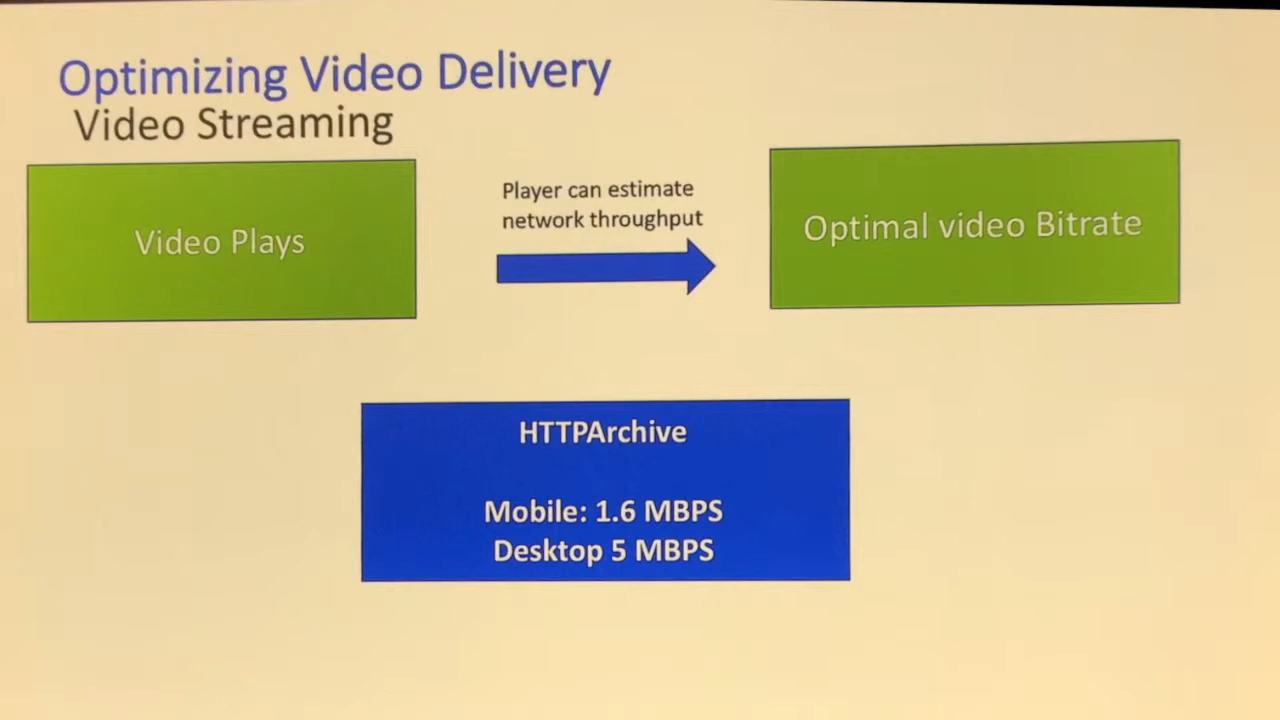 Optimizing Video Delivery
Video Streaming
Video Plays
Player can estimate
network throughput
Optimal video Bitrate
HTTPArchive
Mobile: 1.6 MBPS
Desktop 5 MBPS